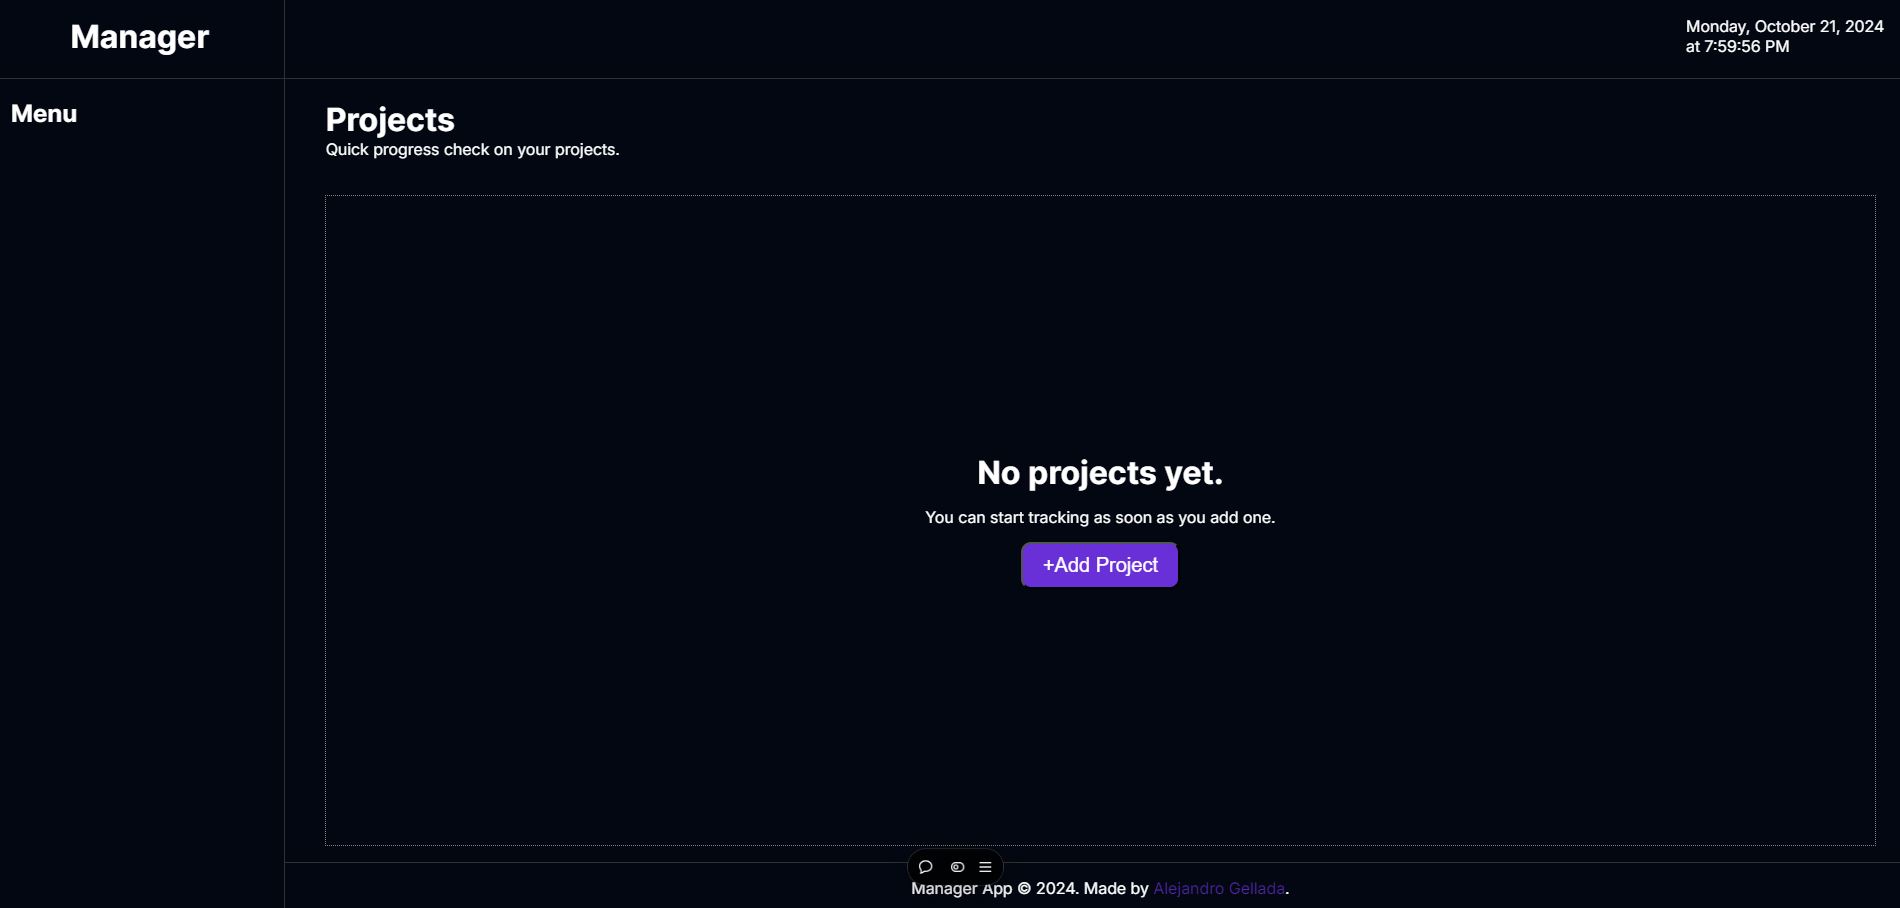 Manager
Monday, October 21, 2024
at 7:59:56 PM
Menu
Projects
Quick progress check on your projects.
No projects yet.
You can start tracking as soon as you add one.
+Add Project
Manager App © 2024. Made by Alejandro Gellada.